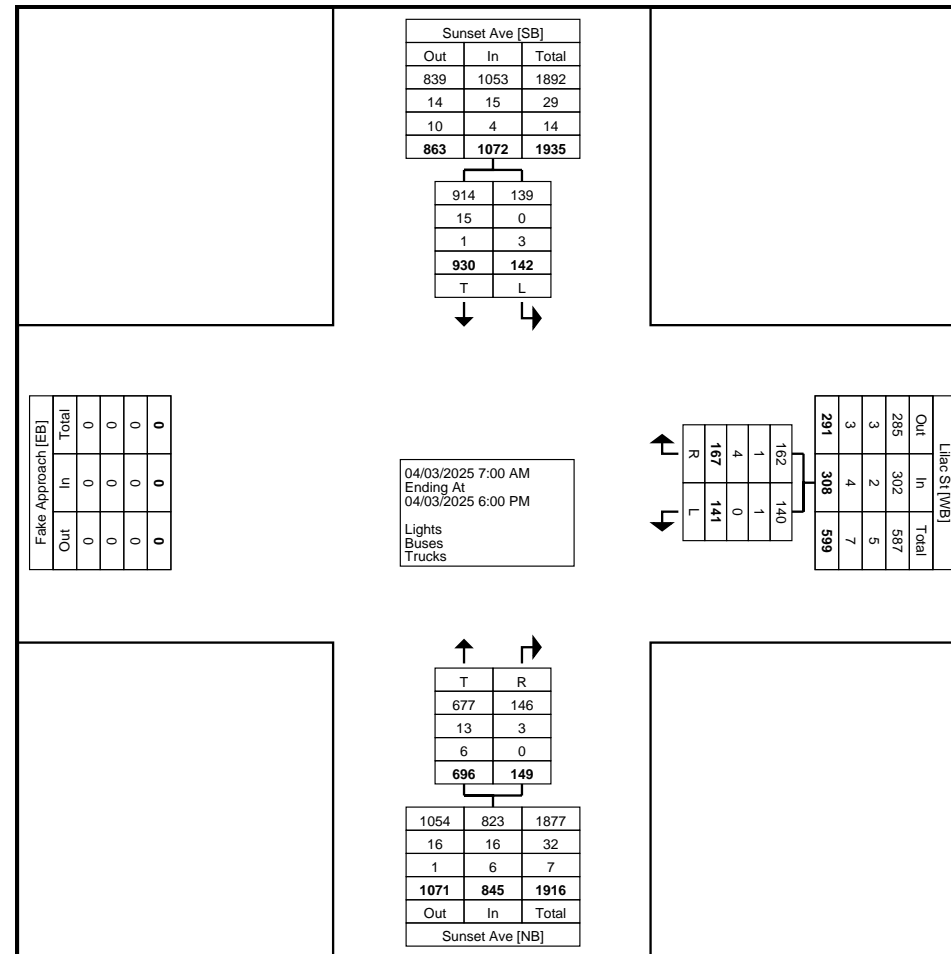 Sunset Ave [SB]
Out In Total
839 1053 1892
14 15 29
10 4 14
863 1072 1935
914 139
15 0
1 3
930 142
T L
Fake Approach [EB]
Total 0 0 0 0
In 0 0 0 0
Out 0 0 0 0
04/03/2025 7:00 AM
Ending At
04/03/2025 6:00 PM
Lights
Buses
Trucks
R 167 4 1 162
L 141 0 1 140
Lilac St [WB]
Out In Total
285 302 587
3 2 5
3 4 7
291 308 599
T R
677 146
13 3
6 0
696 149
1054 823 1877
16 16 32
1 6 7
1071 845 1916
Out In Total
Sunset Ave [NB]